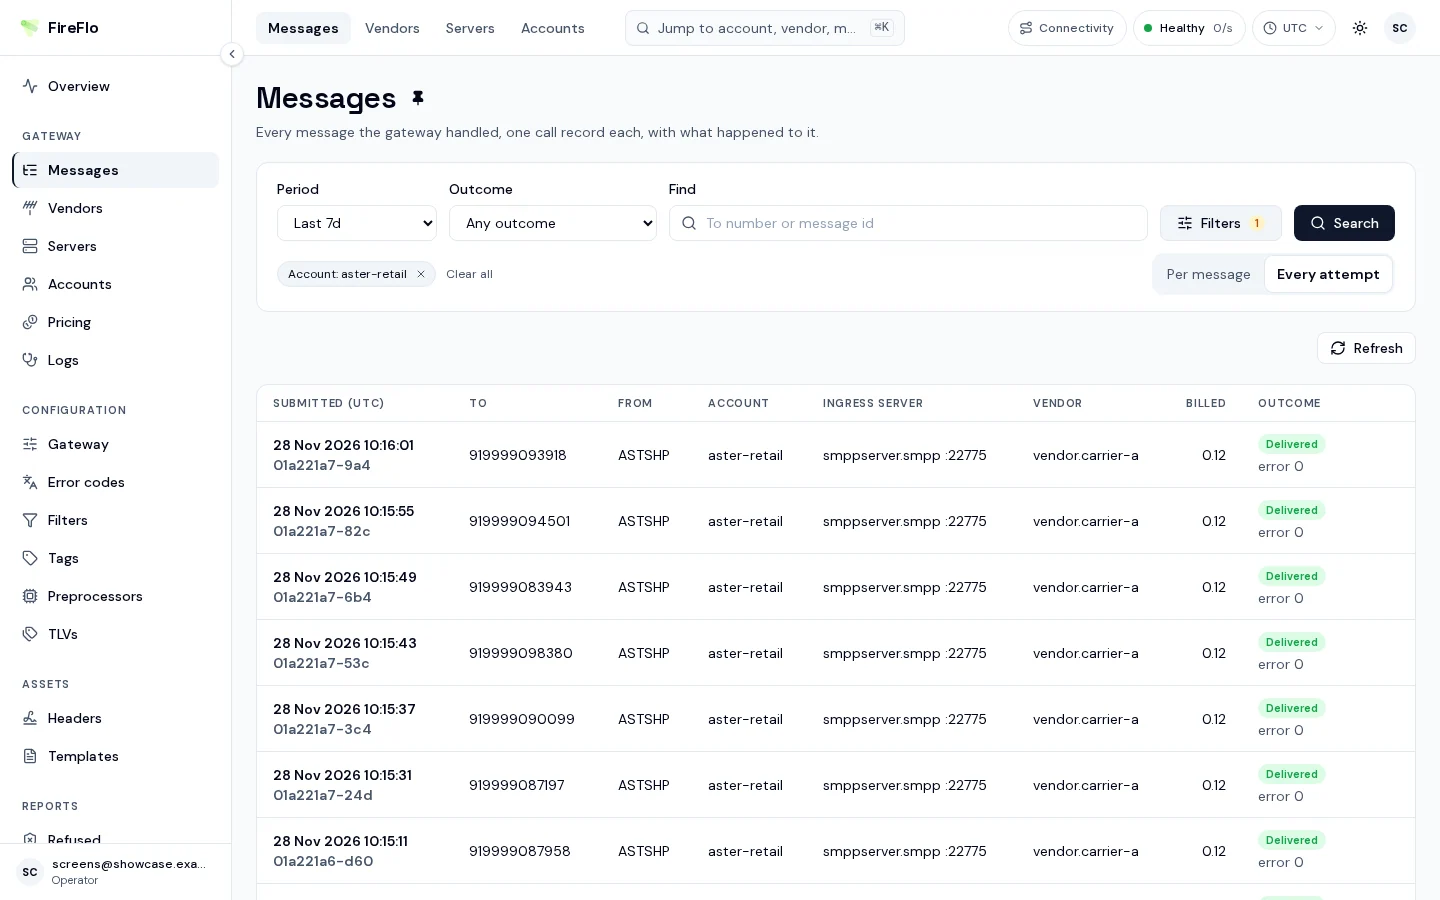 FireFlo
Messages
Vendors
Servers
Accounts
Jump to account, vendor, m...
⌘K
Connectivity
Healthy 0/s
UTC
SC
Overview
GATEWAY
Messages
Vendors
Servers
Accounts
Pricing
Logs
CONFIGURATION
Gateway
Error codes
Filters
Tags
Preprocessors
TLVs
ASSETS
Headers
Templates
REPORTS
Refused
SC
screens@showcase.exa...
Operator
Messages
Every message the gateway handled, one call record each, with what happened to it.
Period
Outcome
Find
Last 7d
Any outcome
To number or message id
Filters 1
Search
Account: aster-retail
Clear all
Per message
Every attempt
Refresh
SUBMITTED (UTC) TO FROM ACCOUNT INGRESS SERVER VENDOR BILLED OUTCOME
28 Nov 2026 10:16:01 919999093918 ASTSHP aster-retail smppserver.smpp :22775 vendor.carrier-a 0.12 Delivered
01a221a7-9a4 error 0
28 Nov 2026 10:15:55 919999094501 ASTSHP aster-retail smppserver.smpp :22775 vendor.carrier-a 0.12 Delivered
01a221a7-82c error 0
28 Nov 2026 10:15:49 919999083943 ASTSHP aster-retail smppserver.smpp :22775 vendor.carrier-a 0.12 Delivered
01a221a7-6b4 error 0
28 Nov 2026 10:15:43 919999098380 ASTSHP aster-retail smppserver.smpp :22775 vendor.carrier-a 0.12 Delivered
01a221a7-53c error 0
28 Nov 2026 10:15:37 919999090099 ASTSHP aster-retail smppserver.smpp :22775 vendor.carrier-a 0.12 Delivered
01a221a7-3c4 error 0
28 Nov 2026 10:15:31 919999087197 ASTSHP aster-retail smppserver.smpp :22775 vendor.carrier-a 0.12 Delivered
01a221a7-24d error 0
28 Nov 2026 10:15:11 919999087958 ASTSHP aster-retail smppserver.smpp :22775 vendor.carrier-a 0.12 Delivered
01a221a6-d60 error 0